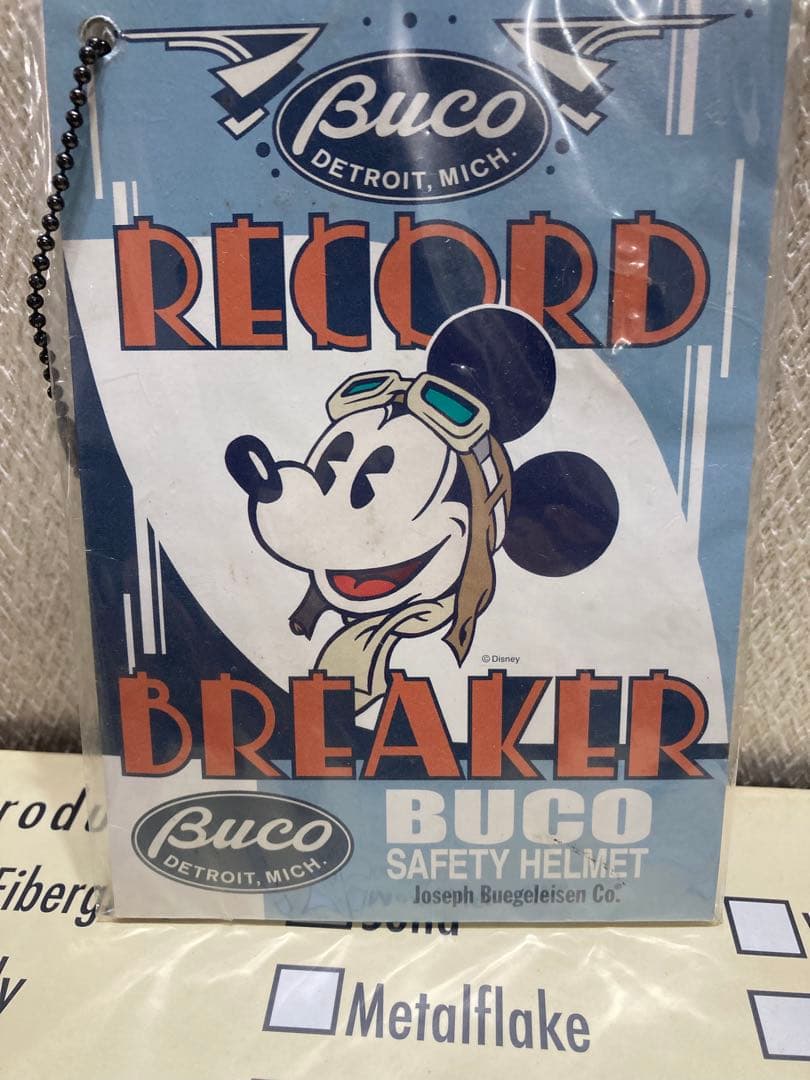 Buco
DETROIT, MICH.
RECORD
© Disney
BREAKER
Buco
DETROIT, MICH.
BUCO
SAFETY HELMET
Joseph Buegeleisen Co.
Metalflake